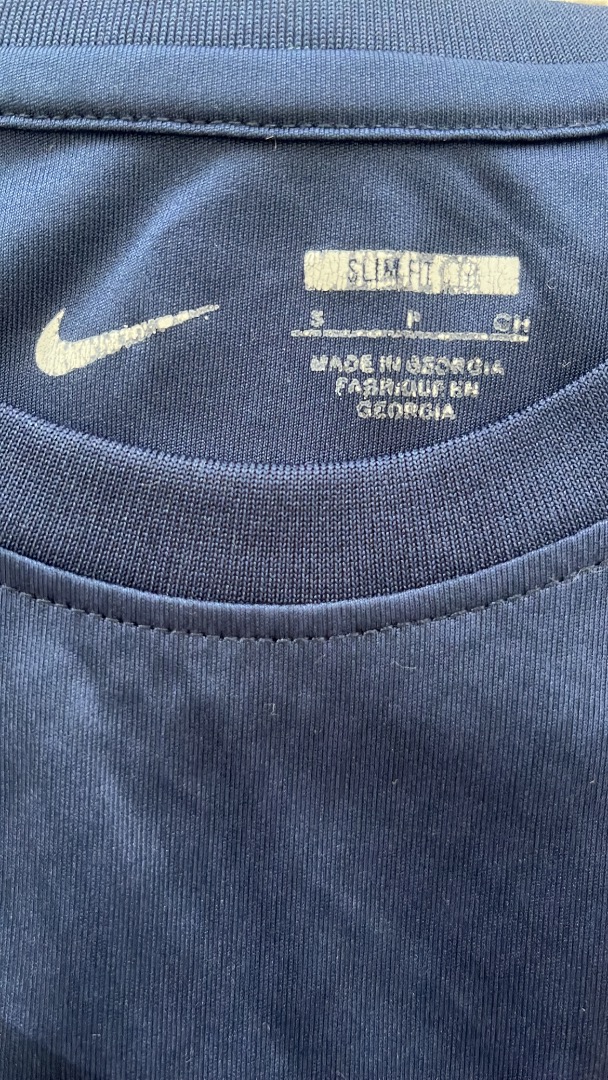 SLIM FIT
S P CH
MADE IN GEORGIA
FABRIQUE EN
GEORGIA